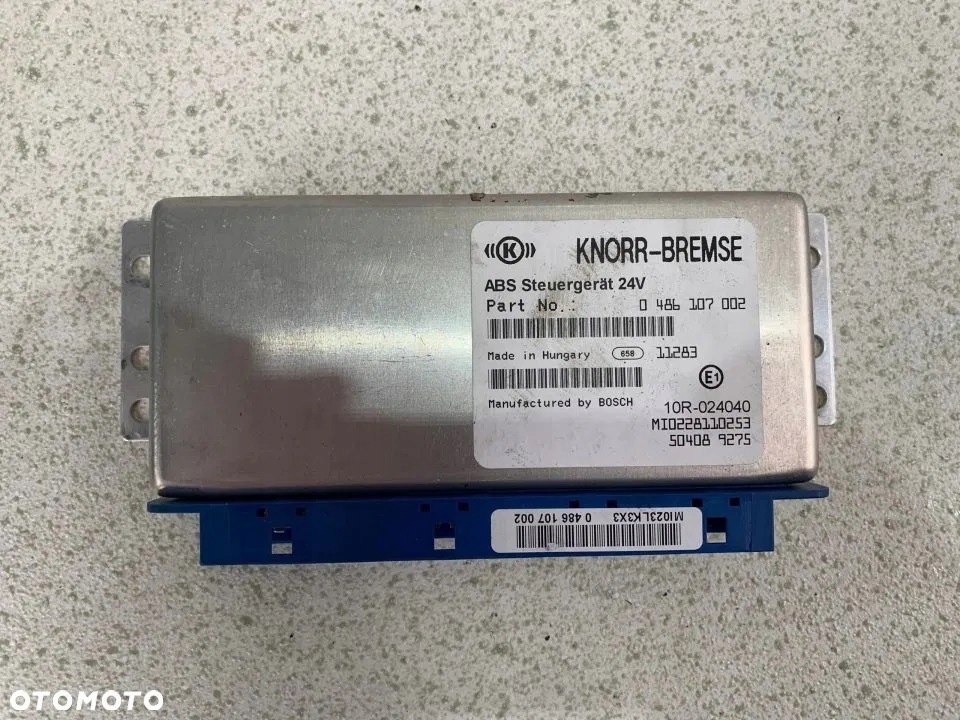 K KNORR-BREMSE
ABS Steuergerät 24V
Part No.: 0 486 107 002
Made in Hungary 658 11283
E1
Manufactured by BOSCH 10R-024040
MI0228110253
50408 9275
MI023LK3X3
0 486 107 002
OTOMOTO